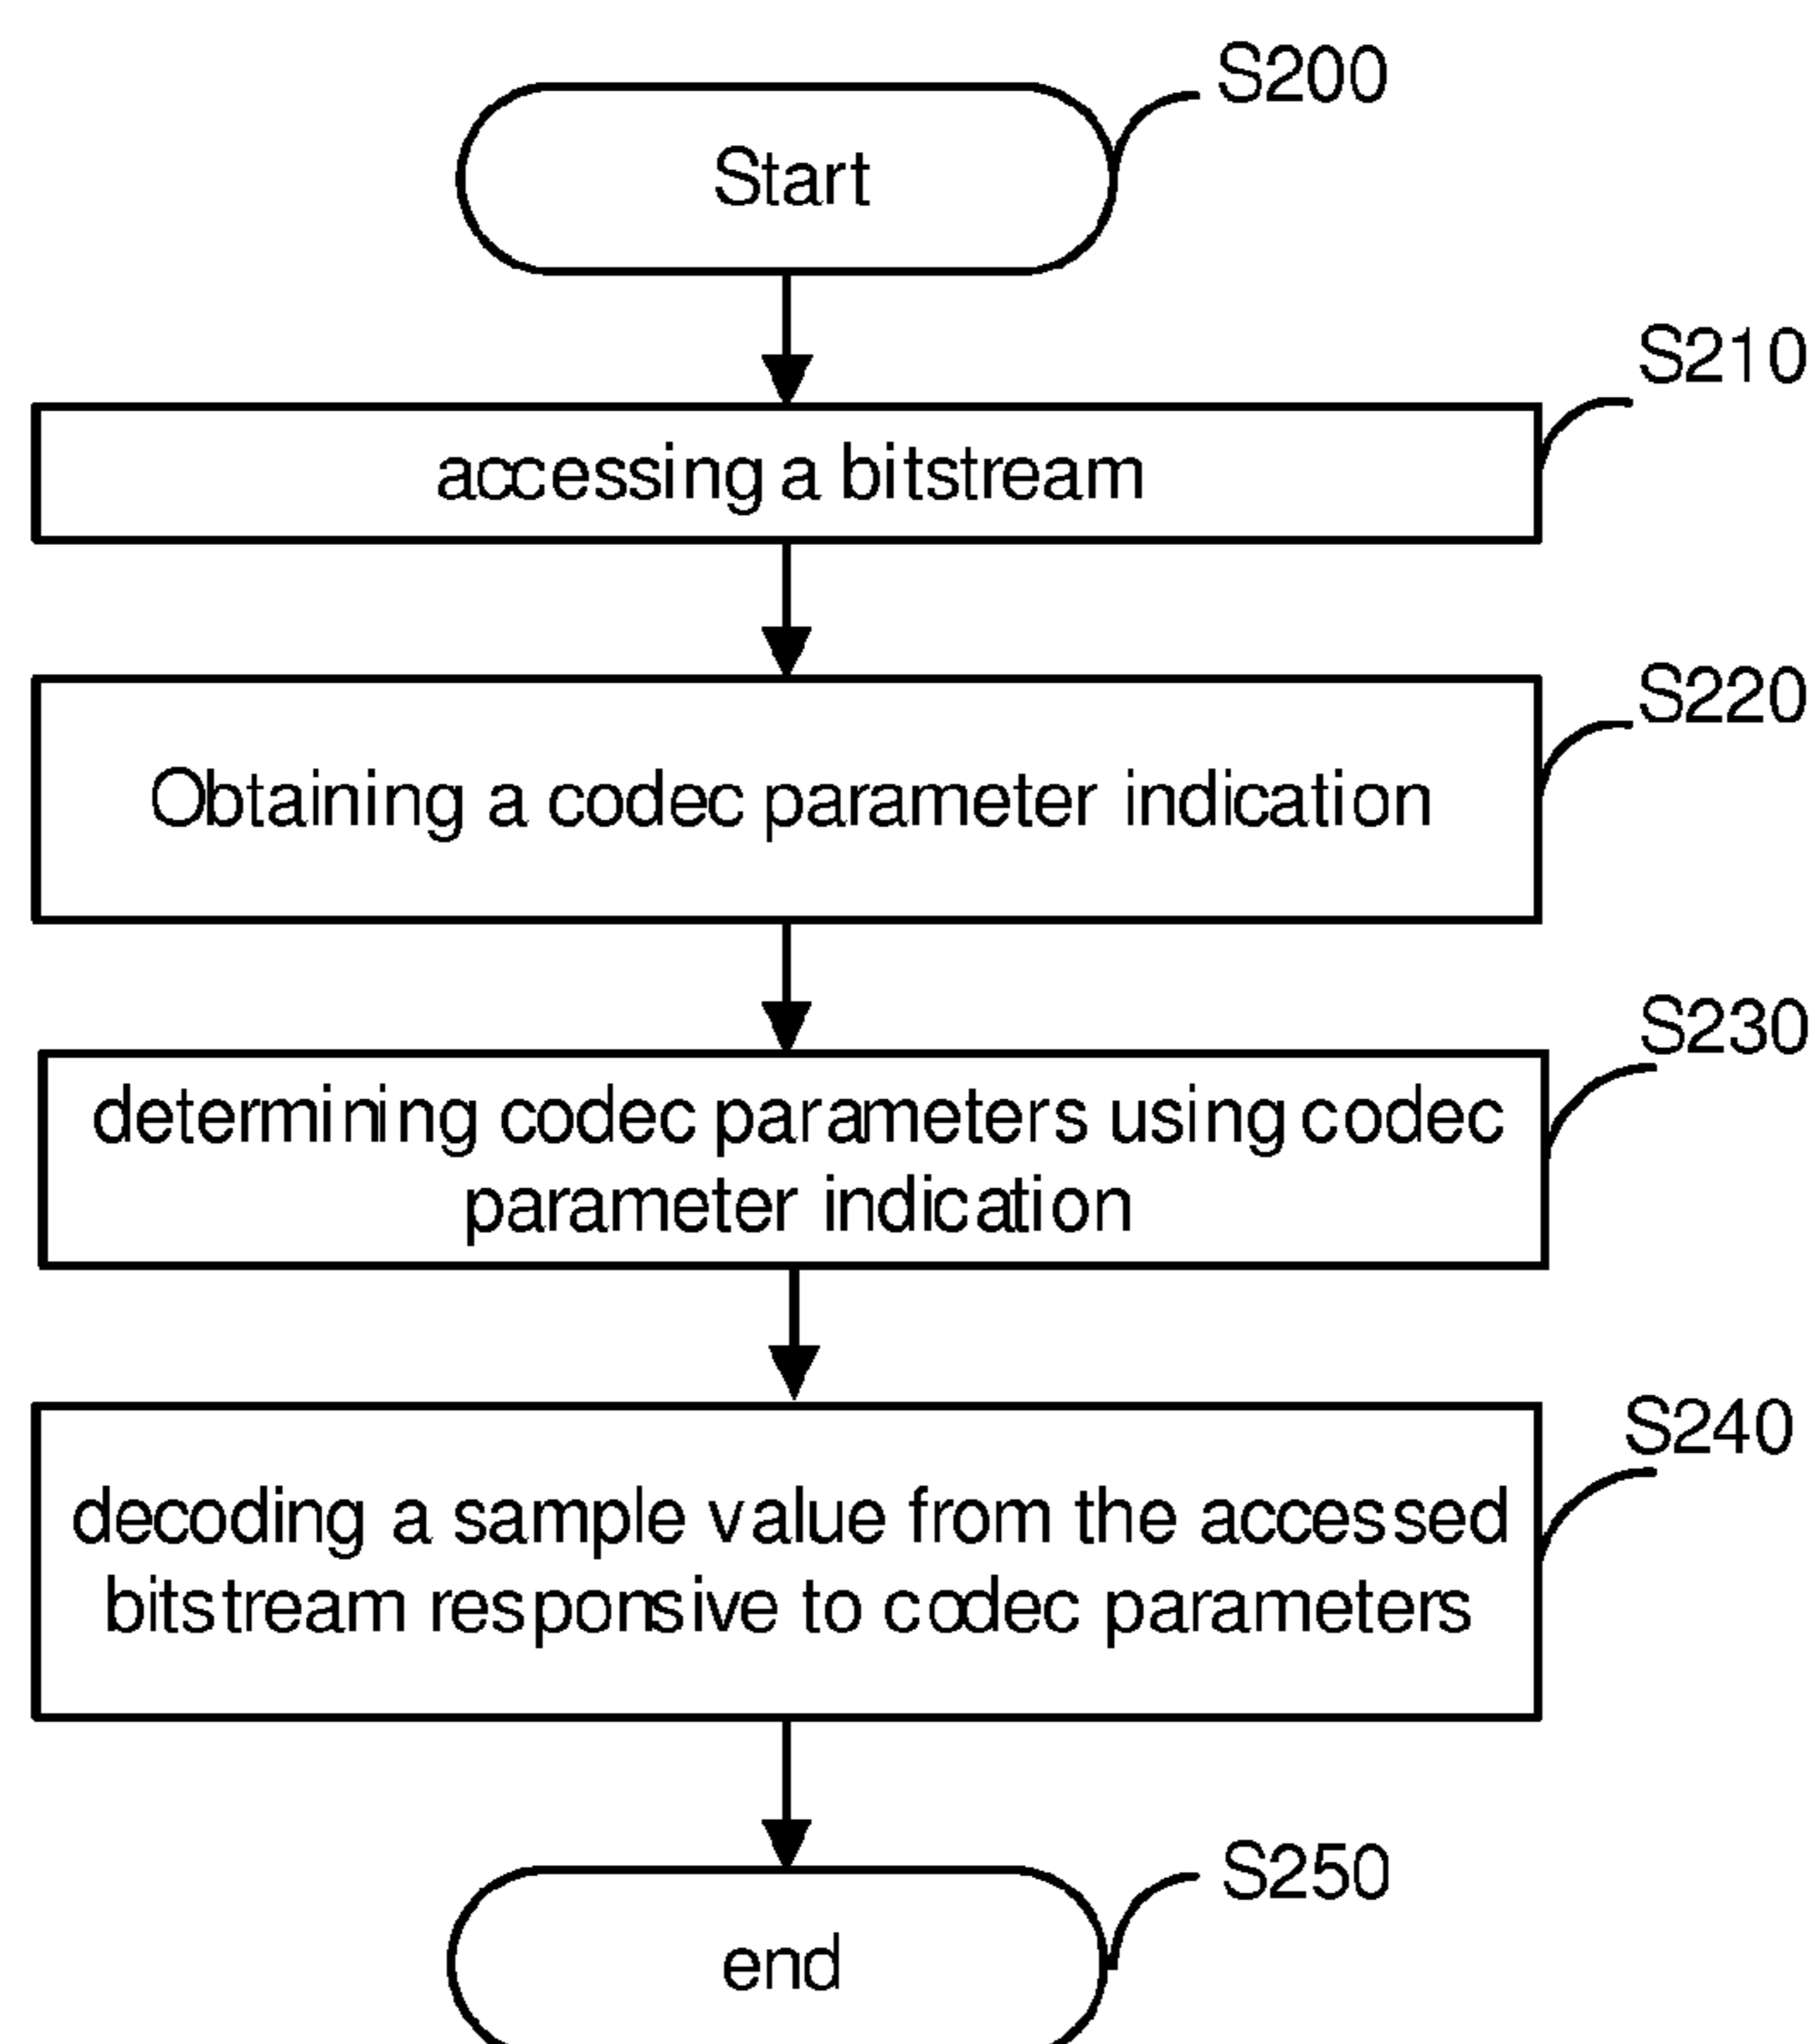 S200
Start
S210
accessing a bitstream
S220
Obtaining a codec parameter indication
S230
determining codec parameters using codec
parameter indication
S240
decoding a sample value from the accessed
bitstream responsive to codec parameters
S250
end